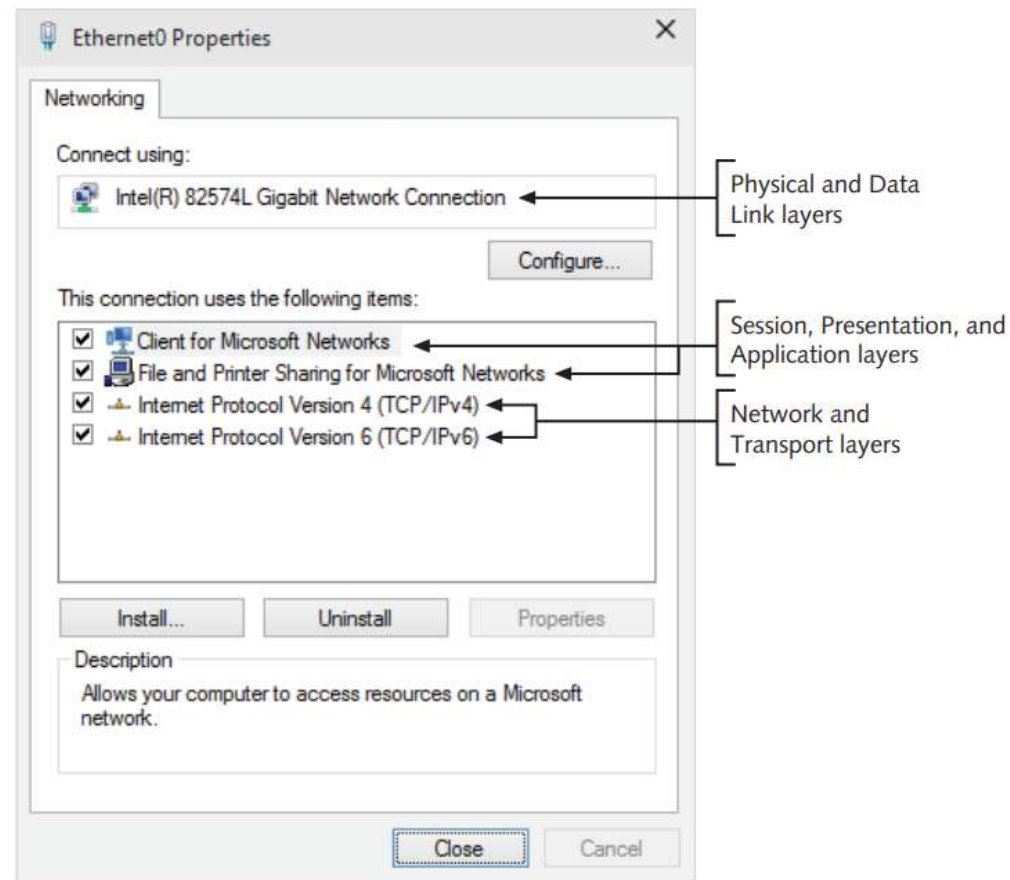 Ethernet0 Properties
Networking
Connect using:
Intel(R) 82574L Gigabit Network Connection
Physical and Data
Link layers
Configure...
This connection uses the following items:
Client for Microsoft Networks
File and Printer Sharing for Microsoft Networks
Session, Presentation, and
Application layers
Internet Protocol Version 4 (TCP/IPv4)
Internet Protocol Version 6 (TCP/IPv6)
Network and
Transport layers
Install...
Uninstall
Properties
Description
Allows your computer to access resources on a Microsoft
network.
Close
Cancel